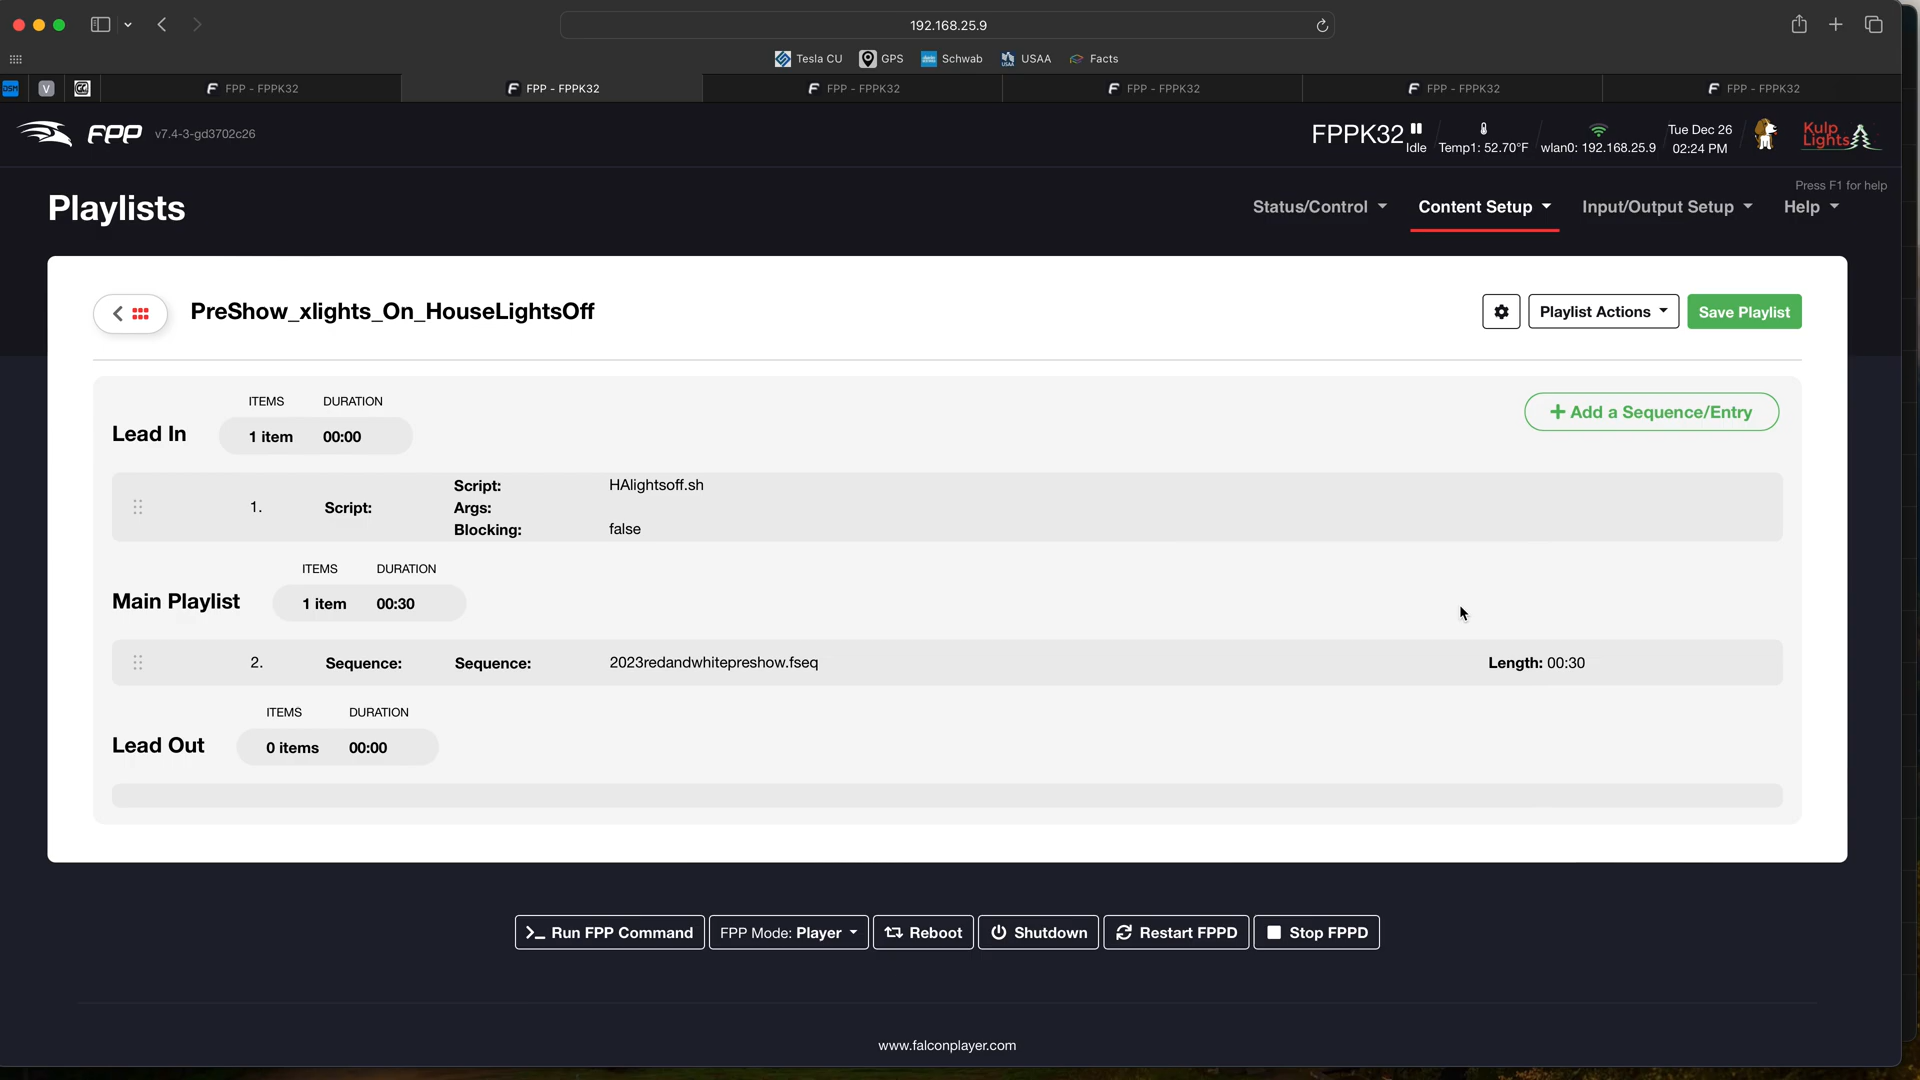 192.168.25.9
Tesla CU GPS Schwab USAA Facts
DSM V GC FPP - FPPK32 FPP - FPPK32 FPP - FPPK32 FPP - FPPK32 FPP - FPPK32 FPP - FPPK32
FPP v7.4-3-gd3702c26
FPPK32 Idle Temp1: 52.70°F wlan0: 192.168.25.9 Tue Dec 26 02:24 PM Kulp Lights
Press F1 for help
Playlists Status/Control Content Setup Input/Output Setup Help
PreShow_xlights_On_HouseLightsOff Playlist Actions Save Playlist
ITEMS DURATION
Lead In 1 item 00:00 Add a Sequence/Entry
Script: HAlightsoff.sh
1. Script: Args:
Blocking: false
ITEMS DURATION
Main Playlist 1 item 00:30
2. Sequence: Sequence: 2023redandwhitepreshow.fseq Length: 00:30
ITEMS DURATION
Lead Out 0 items 00:00
Run FPP Command FPP Mode: Player Reboot Shutdown Restart FPPD Stop FPPD
www.falconplayer.com